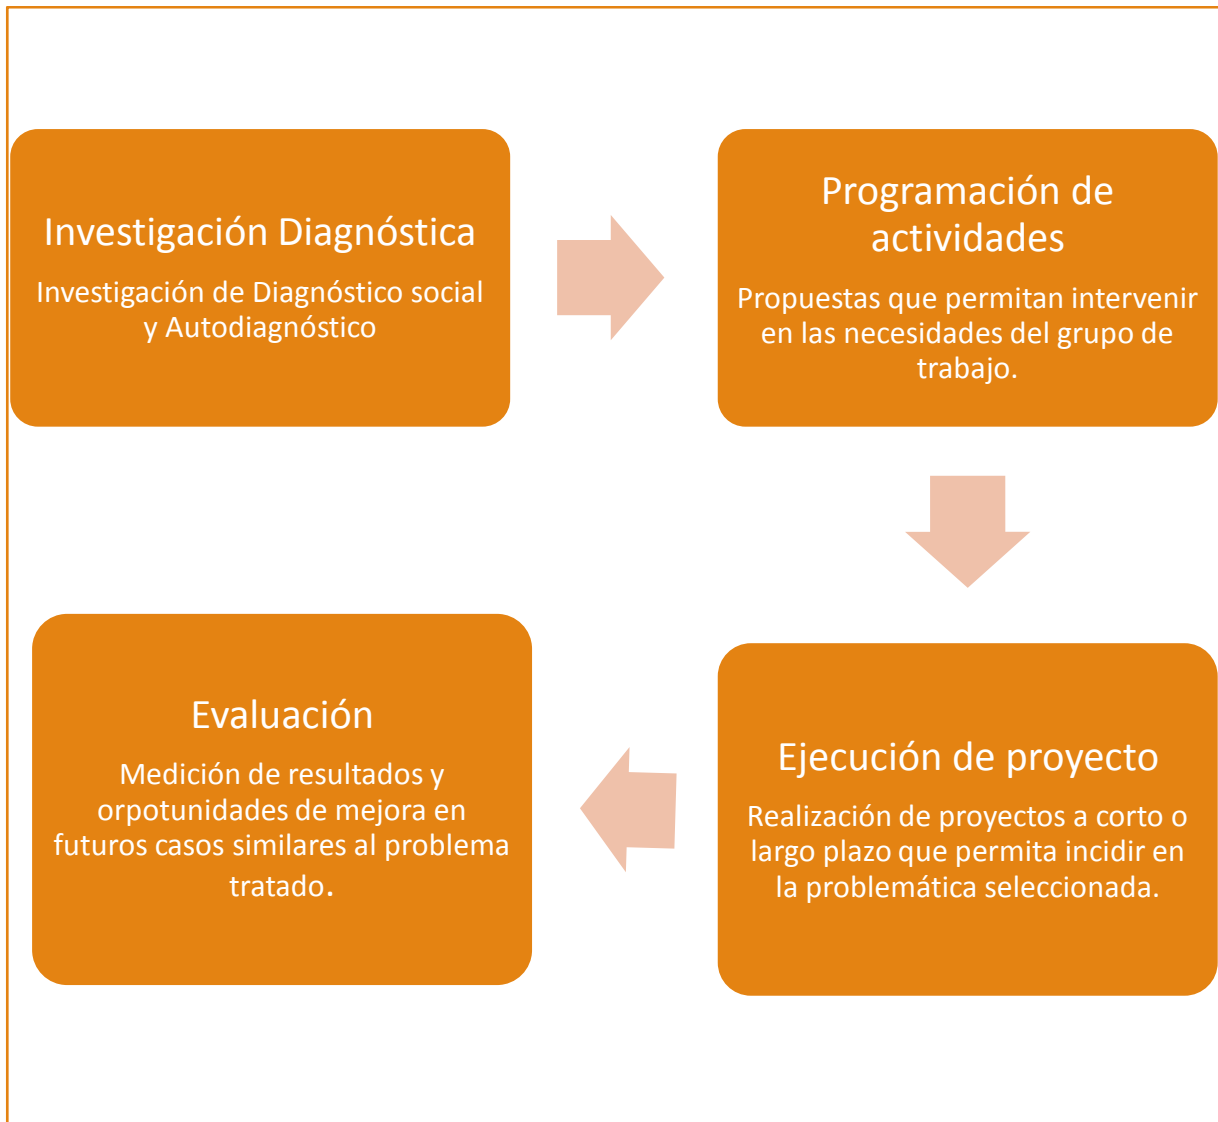 Investigación Diagnóstica
Investigación de Diagnóstico social
y Autodiagnóstico
Programación de
actividades
Propuestas que permitan intervenir
en las necesidades del grupo de
trabajo.
Ejecución de proyecto
Realización de proyectos a corto o
largo plazo que permita incidir en
la problemática seleccionada.
Evaluación
Medición de resultados y
orpotunidades de mejora en
futuros casos similares al problema
tratado.